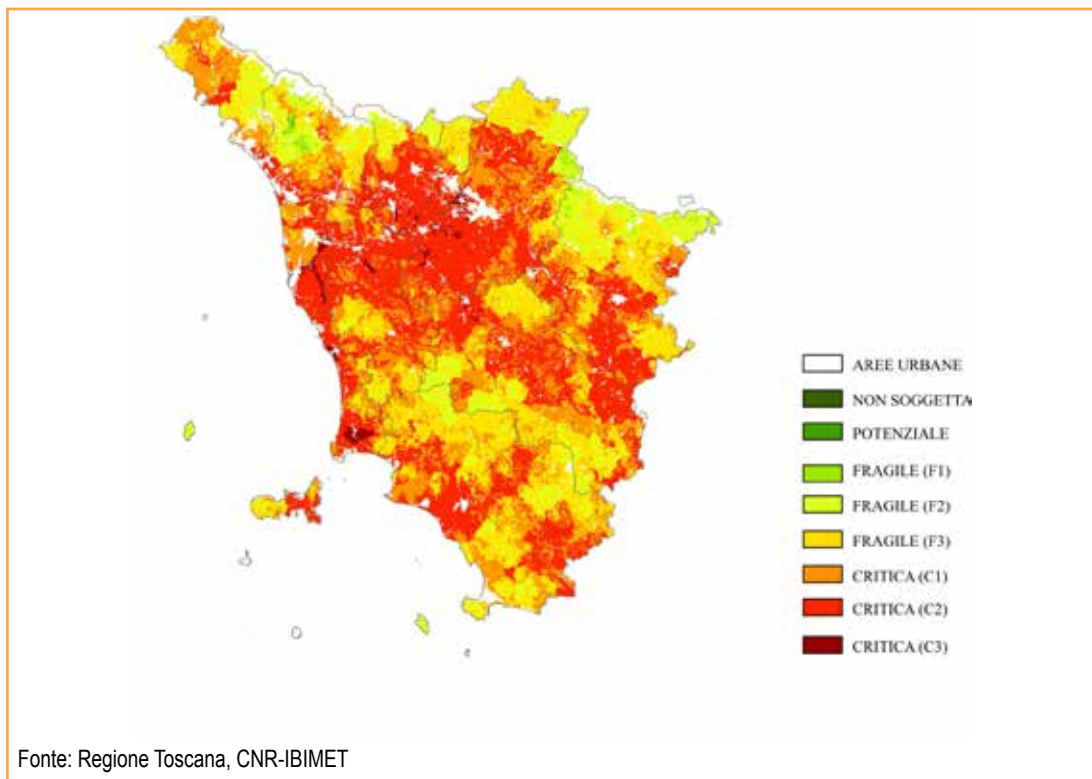 AREE URBANE
NON SOGGETTA
POTENZIALE
FRAGILE (F1)
FRAGILE (F2)
FRAGILE (F3)
CRITICA (C1)
CRITICA (C2)
CRITICA (C3)
Fonte: Regione Toscana, CNR-IBIMET